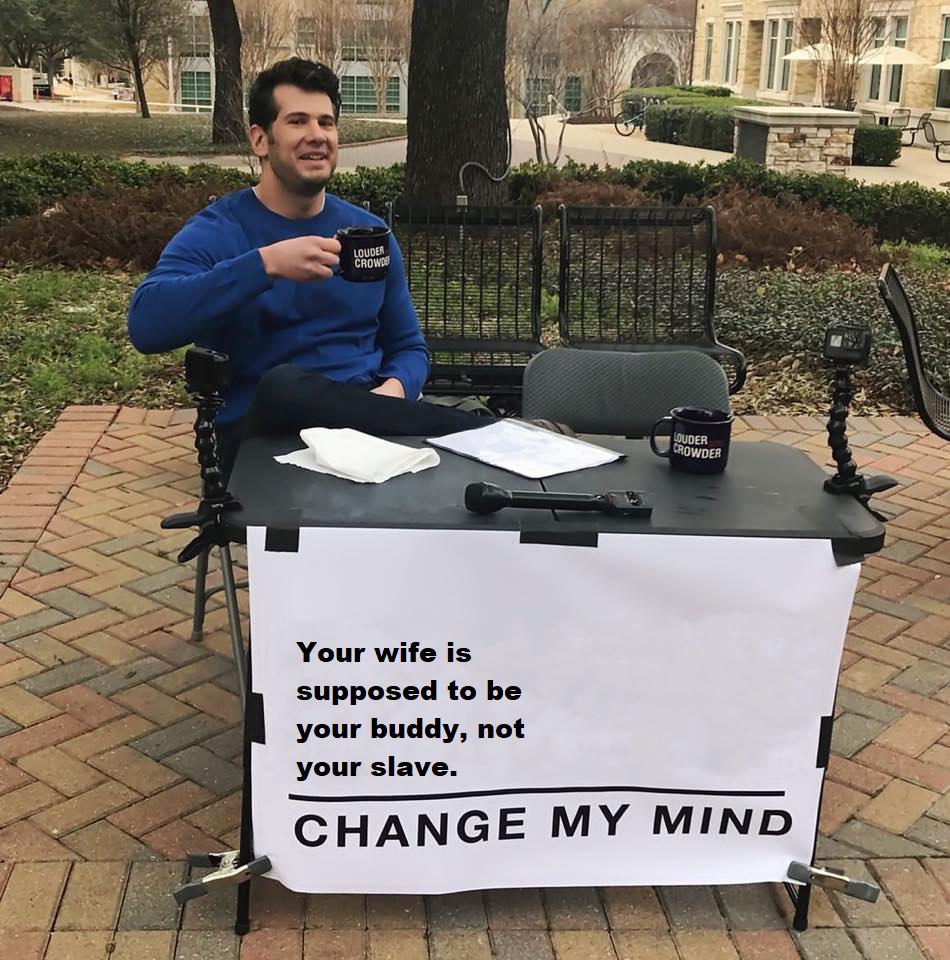 LOUDER
CROWDER
LOUDER
CROWDER
Your wife is
supposed to be
your buddy, not
your slave.
CHANGE MY MIND